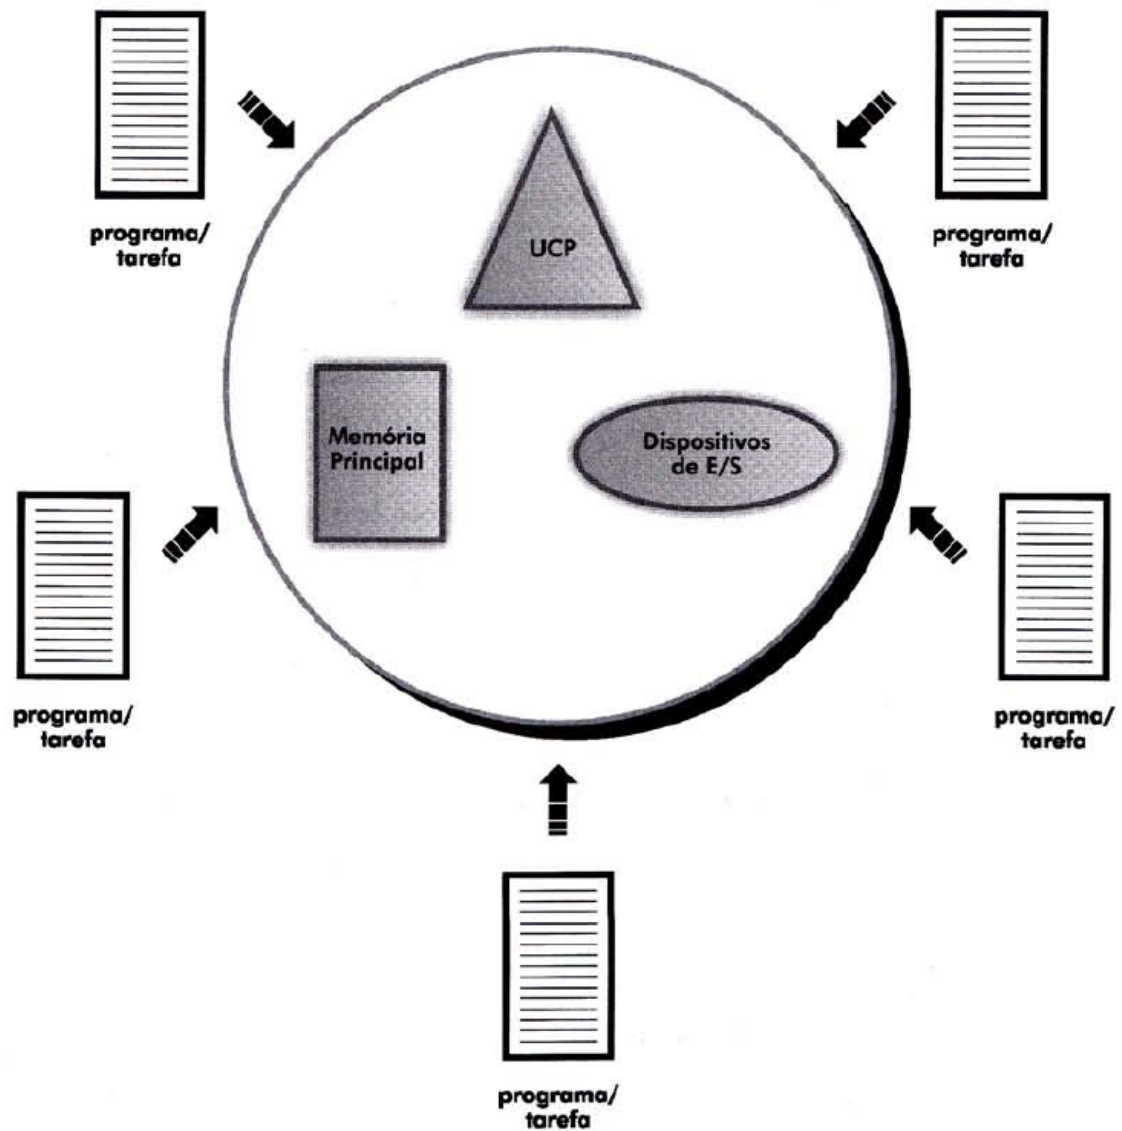 programa/
tarefa
programa/
tarefa
UCP
Memória
Principal
Dispositivos
de E/S
programa/
tarefa
programa/
tarefa
programa/
tarefa